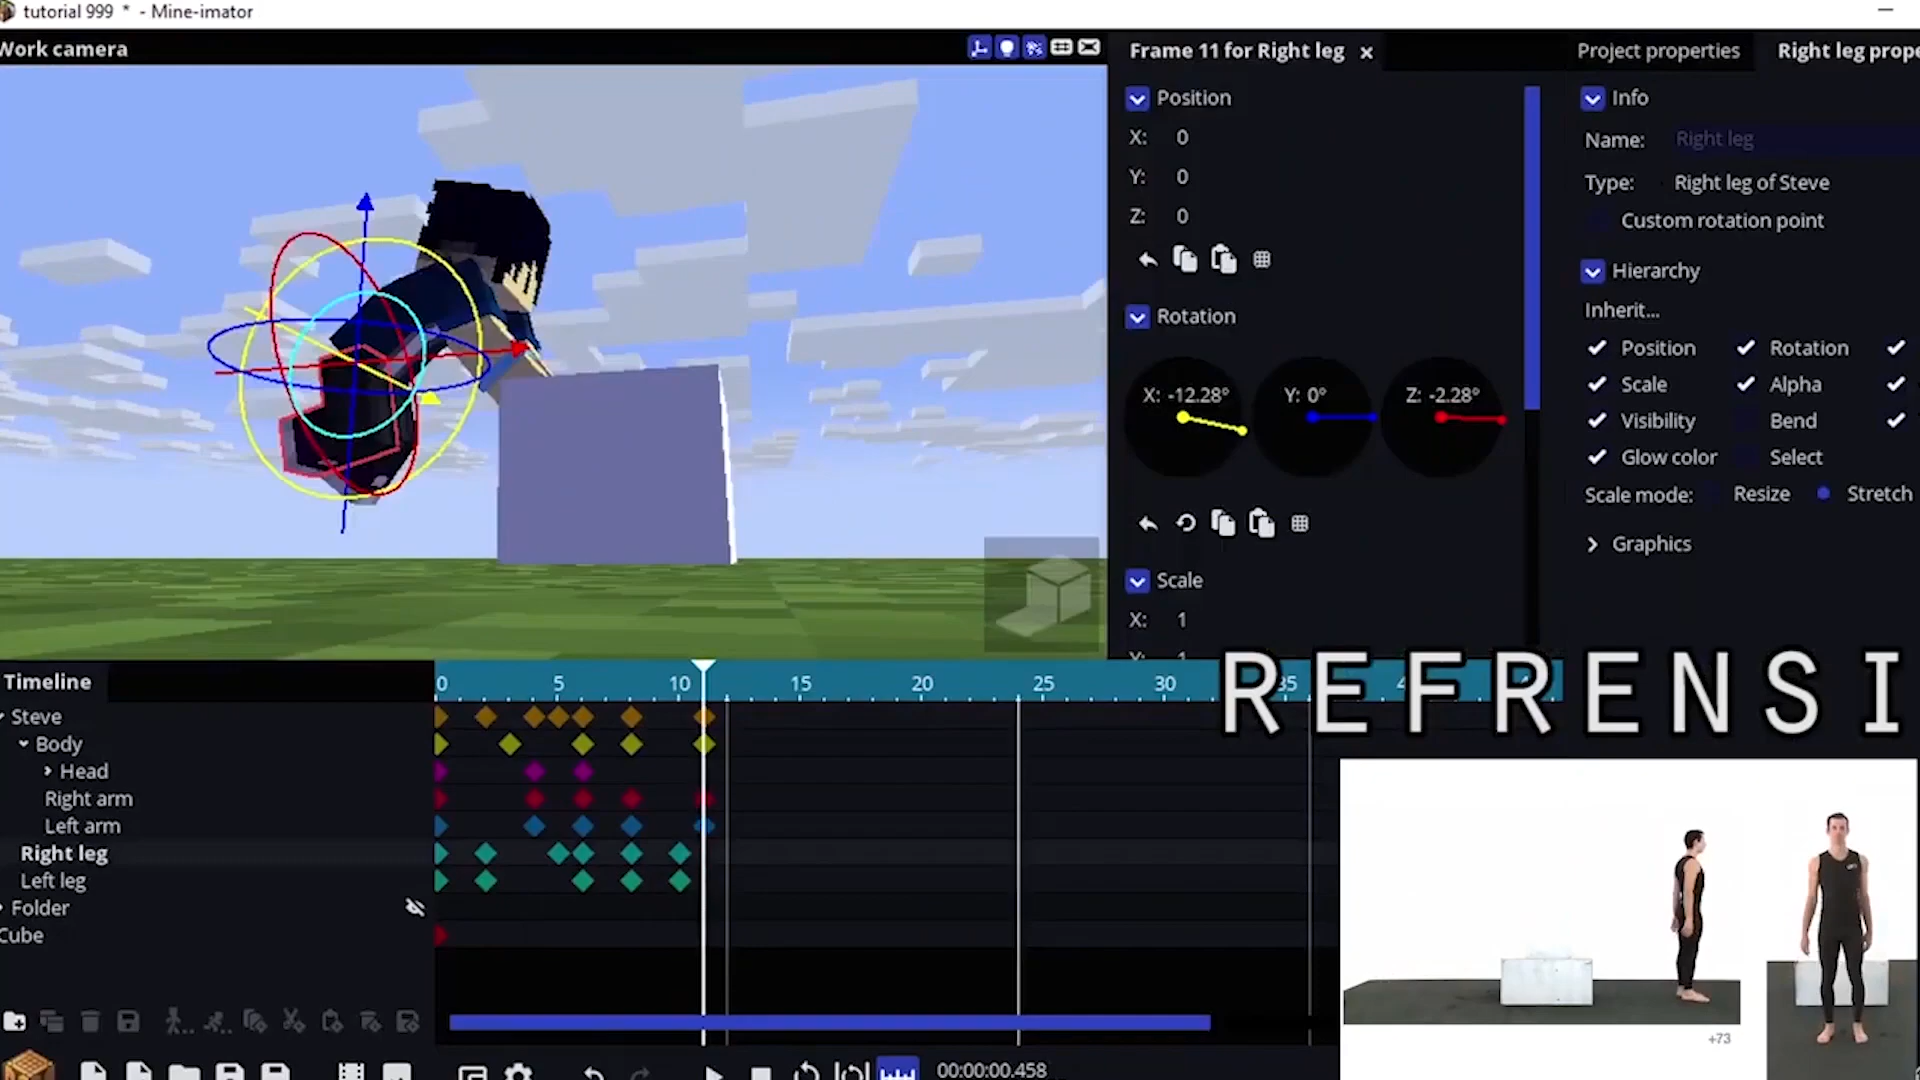 tutorial 999 * - Mine-imator
Work camera
Frame 11 for Right leg
Project properties
Right leg prope
Position
X: 0
Y: 0
Z: 0
Rotation
X: -12.28° Y: 0° Z: -2.28°
Scale
X: 1
Y: 1
Info
Name: Right leg
Type: Right leg of Steve
Custom rotation point
Hierarchy
Inherit...
Position Rotation
Scale Alpha
Visibility Bend
Glow color Select
Scale mode: Resize Stretch
Graphics
Timeline
0 5 10 15 20 25 30 35
REFRENSI
Steve
Body
Head
Right arm
Left arm
Right leg
Left leg
Folder
Cube
+73
00:00:00.458